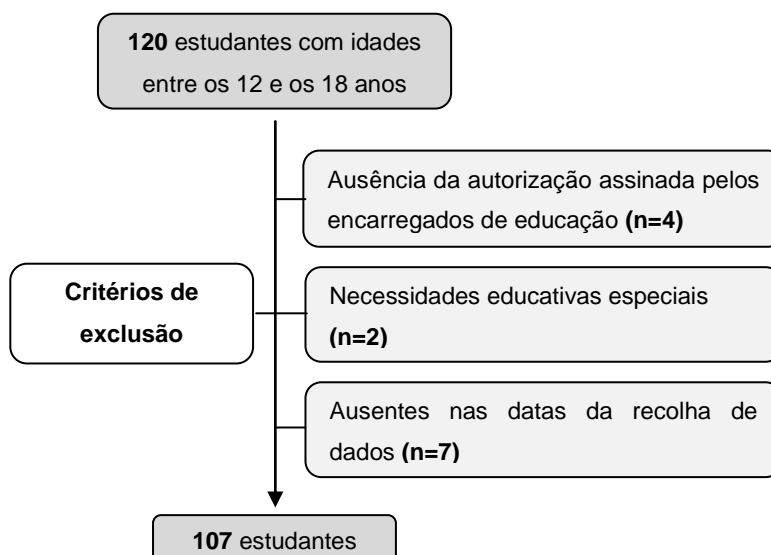 120 estudantes com idades
entre os 12 e os 18 anos
Ausência da autorização assinada pelos
encarregados de educação (n=4)
Critérios de
exclusão
Necessidades educativas especiais
(n=2)
Ausentes nas datas da recolha de
dados (n=7)
107 estudantes